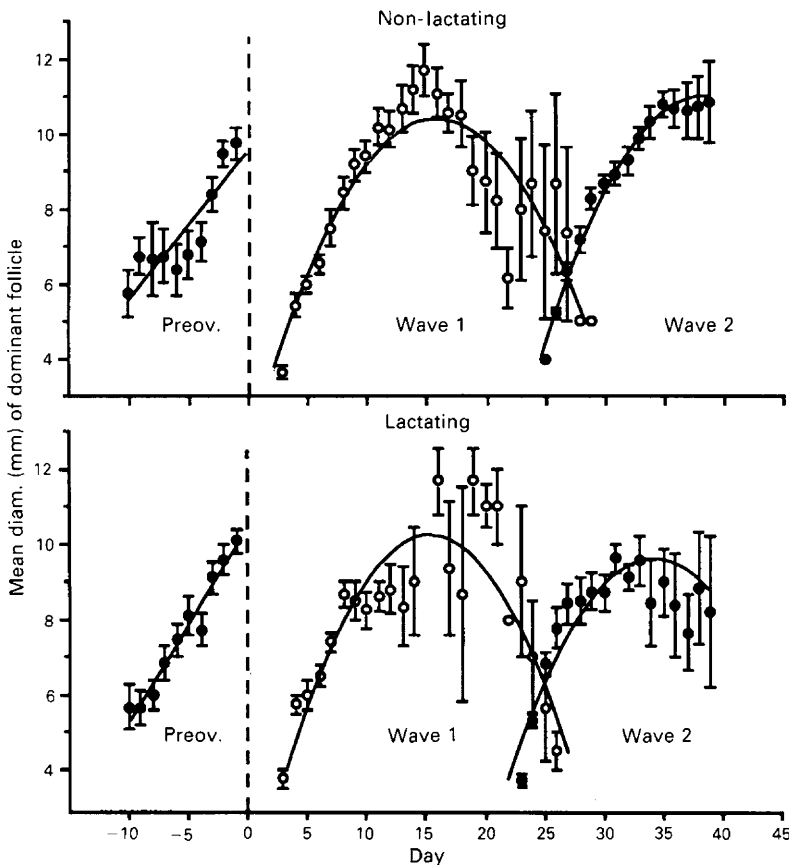 Non-lactating
12
10
8
6
4
Preov.
Wave 1
Wave 2
Mean diam. (mm) of dominant follicle
Lactating
12
10
8
6
4
Preov.
Wave 1
Wave 2
−10 −5 0 5 10 15 20 25 30 35 40 45
Day